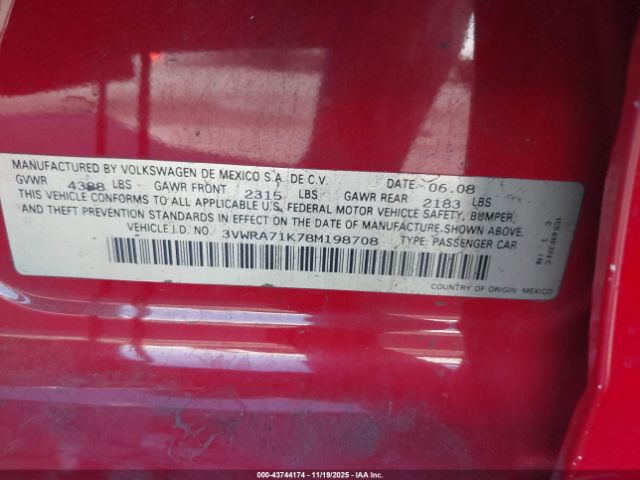 MANUFACTURED BY VOLKSWAGEN DE MEXICO S.A. DE C.V. DATE: 06.08
GVWR 4388 LBS GAWR FRONT 2315 LBS GAWR REAR 2183 LBS
THIS VEHICLE CONFORMS TO ALL APPLICABLE U.S. FEDERAL MOTOR VEHICLE SAFETY, BUMPER,
AND THEFT PREVENTION STANDARDS IN EFFECT ON THE DATE OF MANUFACTURE, SHOWN ABOVE.
VEHICLE I.D. NO. 3VWRA71K78M198708 TYPE: PASSENGER CAR
COUNTRY OF ORIGIN: MEXICO
000-43744174 - 11/19/2025 - IAAI.com